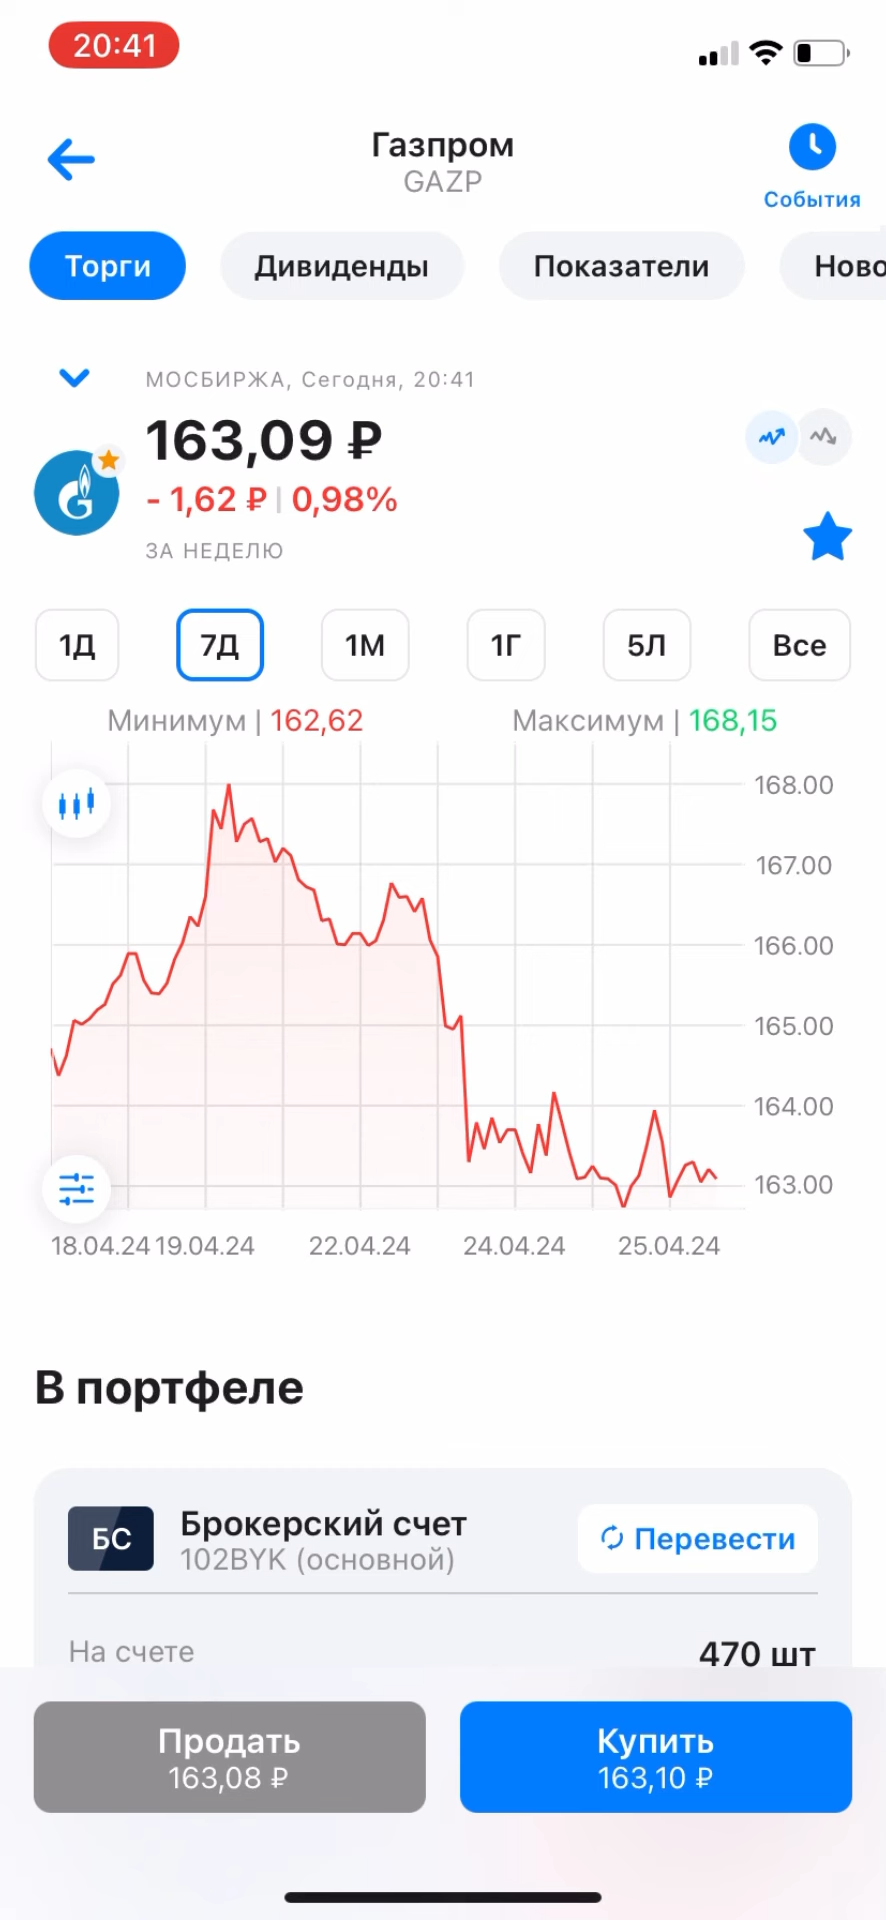 20:41
Газпром
GAZP
События
Торги
Дивиденды
Показатели
Ново
МОСБИРЖА, Сегодня, 20:41
163,09 ₽
- 1,62 ₽ | 0,98%
ЗА НЕДЕЛЮ
1Д
7Д
1М
1Г
5Л
Все
Минимум | 162,62
Максимум | 168,15
168.00
167.00
166.00
165.00
164.00
163.00
18.04.24
19.04.24
22.04.24
24.04.24
25.04.24
В портфеле
БС
Брокерский счет
102BYK (основной)
Перевести
На счете
470 шт
Продать
163,08 ₽
Купить
163,10 ₽